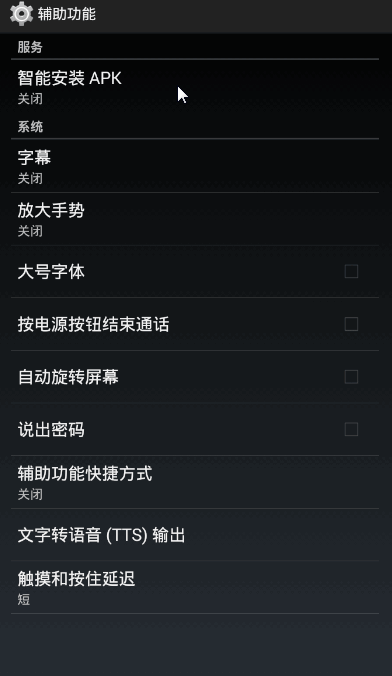 辅助功能
服务
智能安装 APK
关闭
系统
字幕
关闭
放大手势
关闭
大号字体
按电源按钮结束通话
自动旋转屏幕
说出密码
辅助功能快捷方式
关闭
文字转语音 (TTS) 输出
触摸和按住延迟
短